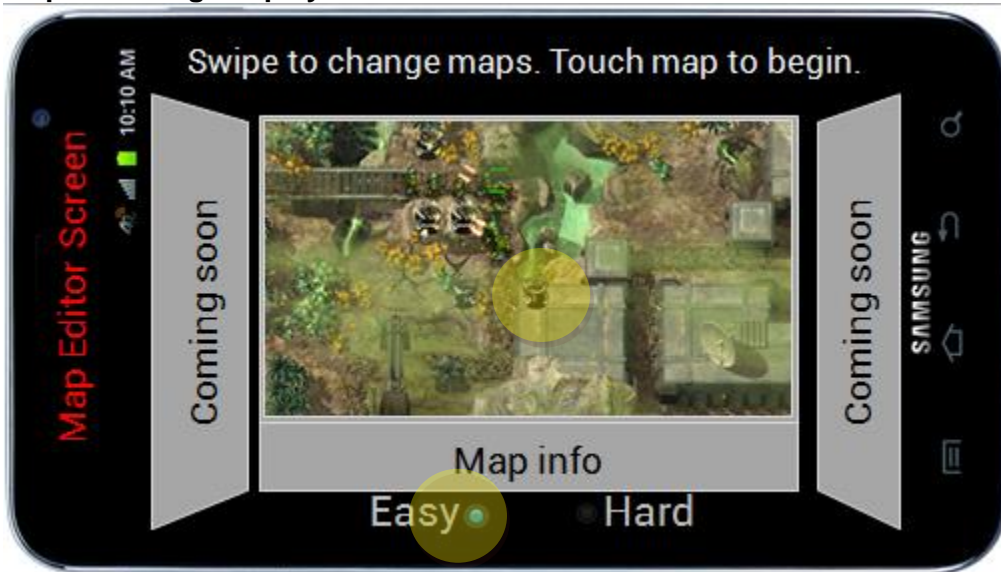 Swipe to change maps. Touch map to begin.
10:10 AM
Map Editor Screen
Coming soon
Coming soon
SAMSUNG
Map info
Easy
Hard